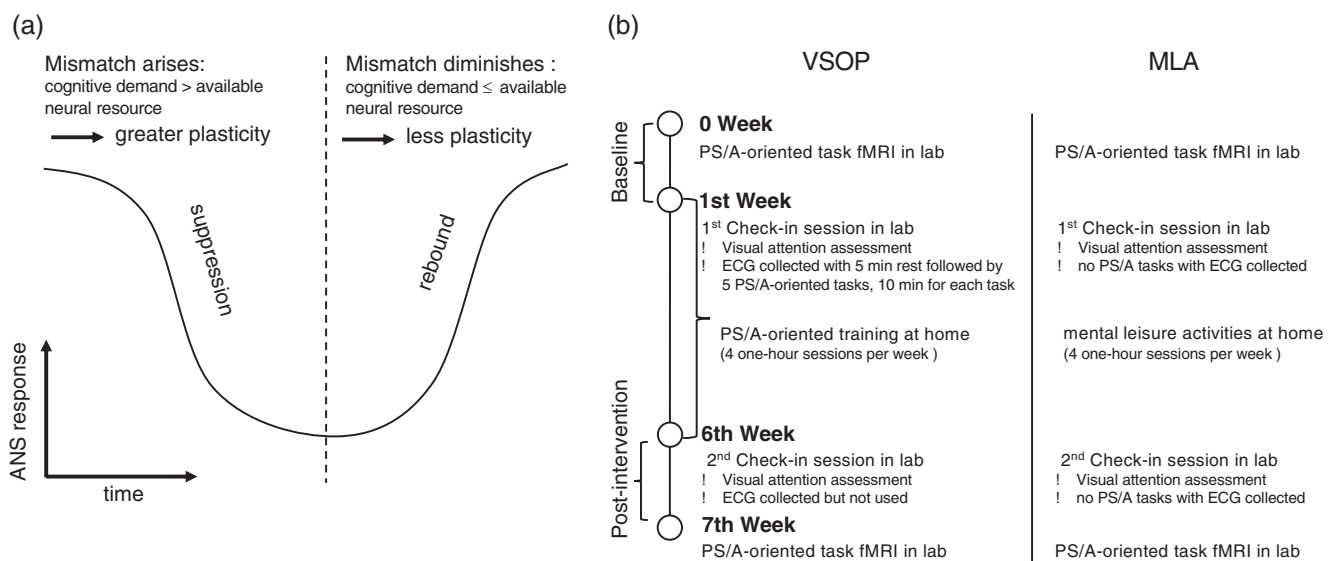 (a)
Mismatch arises:
cognitive demand > available
neural resource
greater plasticity
Mismatch diminishes :
cognitive demand ≤ available
neural resource
less plasticity
suppression
rebound
ANS response
time
(b)
VSOP
MLA
Baseline
0 Week
PS/A-oriented task fMRI in lab
PS/A-oriented task fMRI in lab
1st Week
1st Check-in session in lab
! Visual attention assessment
! ECG collected with 5 min rest followed by
5 PS/A-oriented tasks, 10 min for each task
1st Check-in session in lab
! Visual attention assessment
! no PS/A tasks with ECG collected
PS/A-oriented training at home
(4 one-hour sessions per week )
mental leisure activities at home
(4 one-hour sessions per week )
Post-intervention
6th Week
2nd Check-in session in lab
! Visual attention assessment
! ECG collected but not used
2nd Check-in session in lab
! Visual attention assessment
! no PS/A tasks with ECG collected
7th Week
PS/A-oriented task fMRI in lab
PS/A-oriented task fMRI in lab